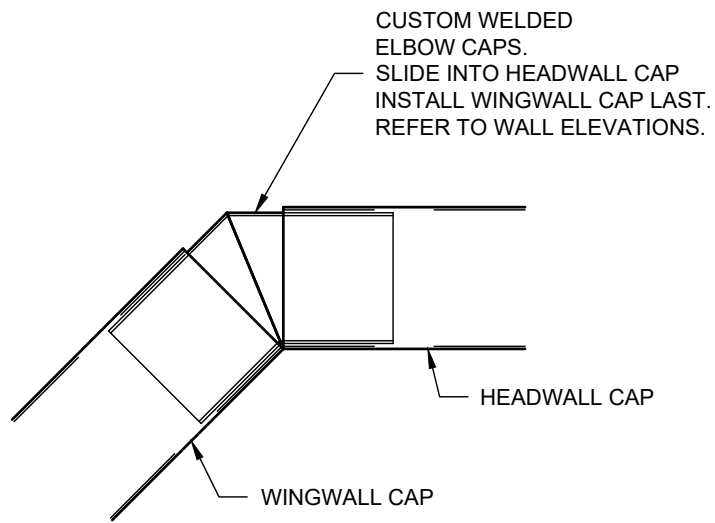 CUSTOM WELDED
ELBOW CAPS.
SLIDE INTO HEADWALL CAP
INSTALL WINGWALL CAP LAST.
REFER TO WALL ELEVATIONS.
HEADWALL CAP
WINGWALL CAP